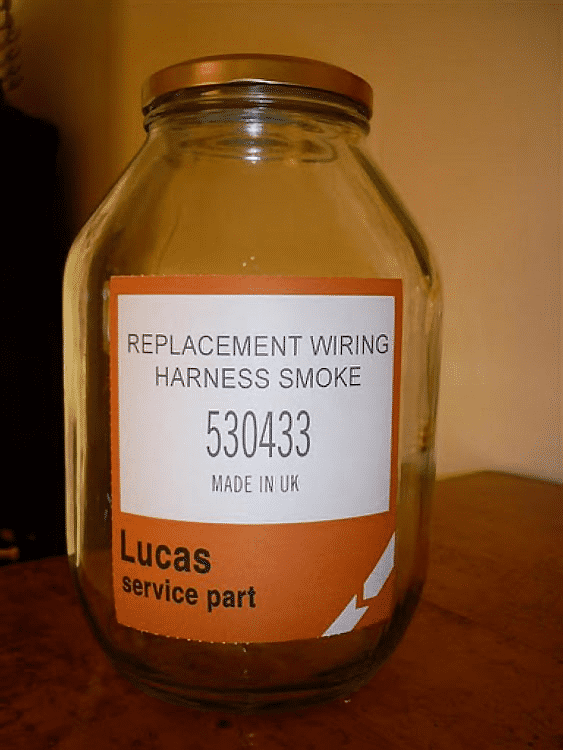 REPLACEMENT WIRING
HARNESS SMOKE
530433
MADE IN UK
Lucas
service part